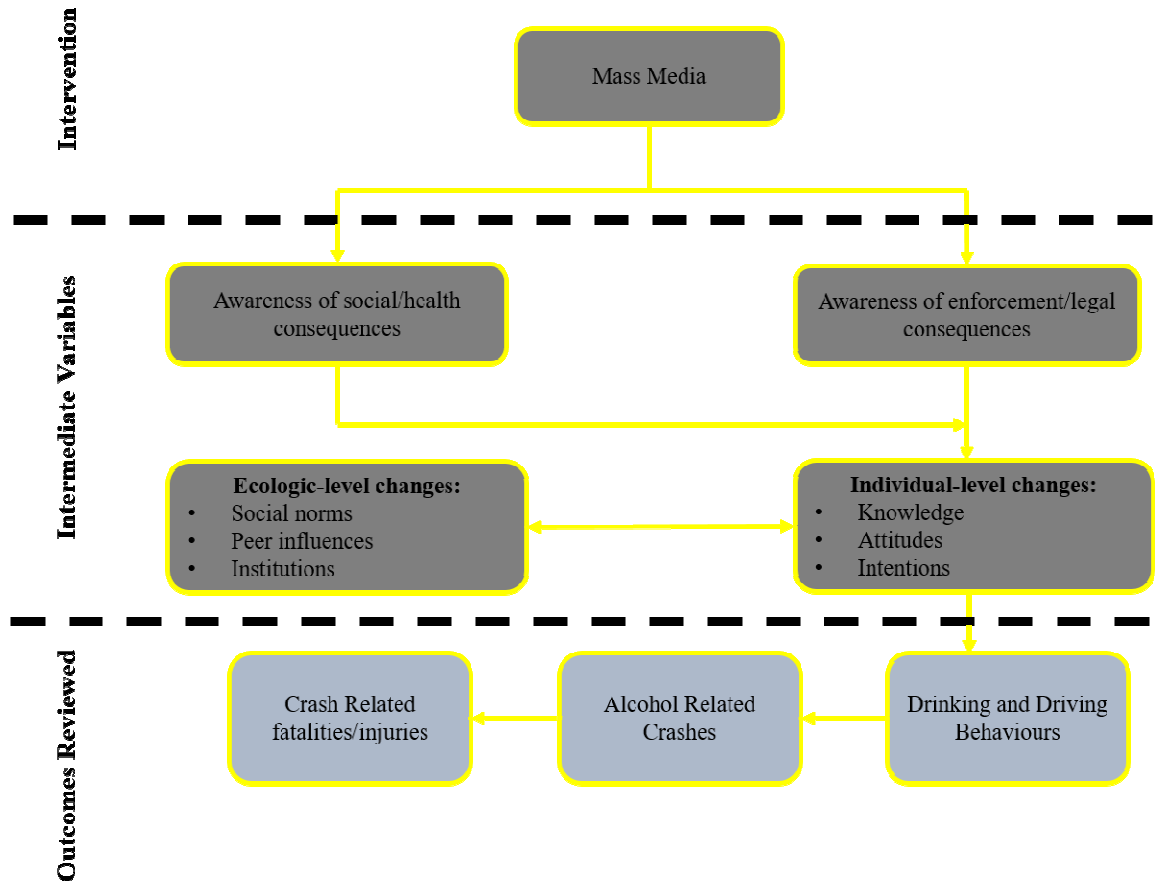 Intervention
Mass Media
Intermediate Variables
Awareness of social/health
consequences
Awareness of enforcement/legal
consequences
Ecologic-level changes:
• Social norms
• Peer influences
• Institutions
Individual-level changes:
• Knowledge
• Attitudes
• Intentions
Outcomes Reviewed
Crash Related
fatalities/injuries
Alcohol Related
Crashes
Drinking and Driving
Behaviours